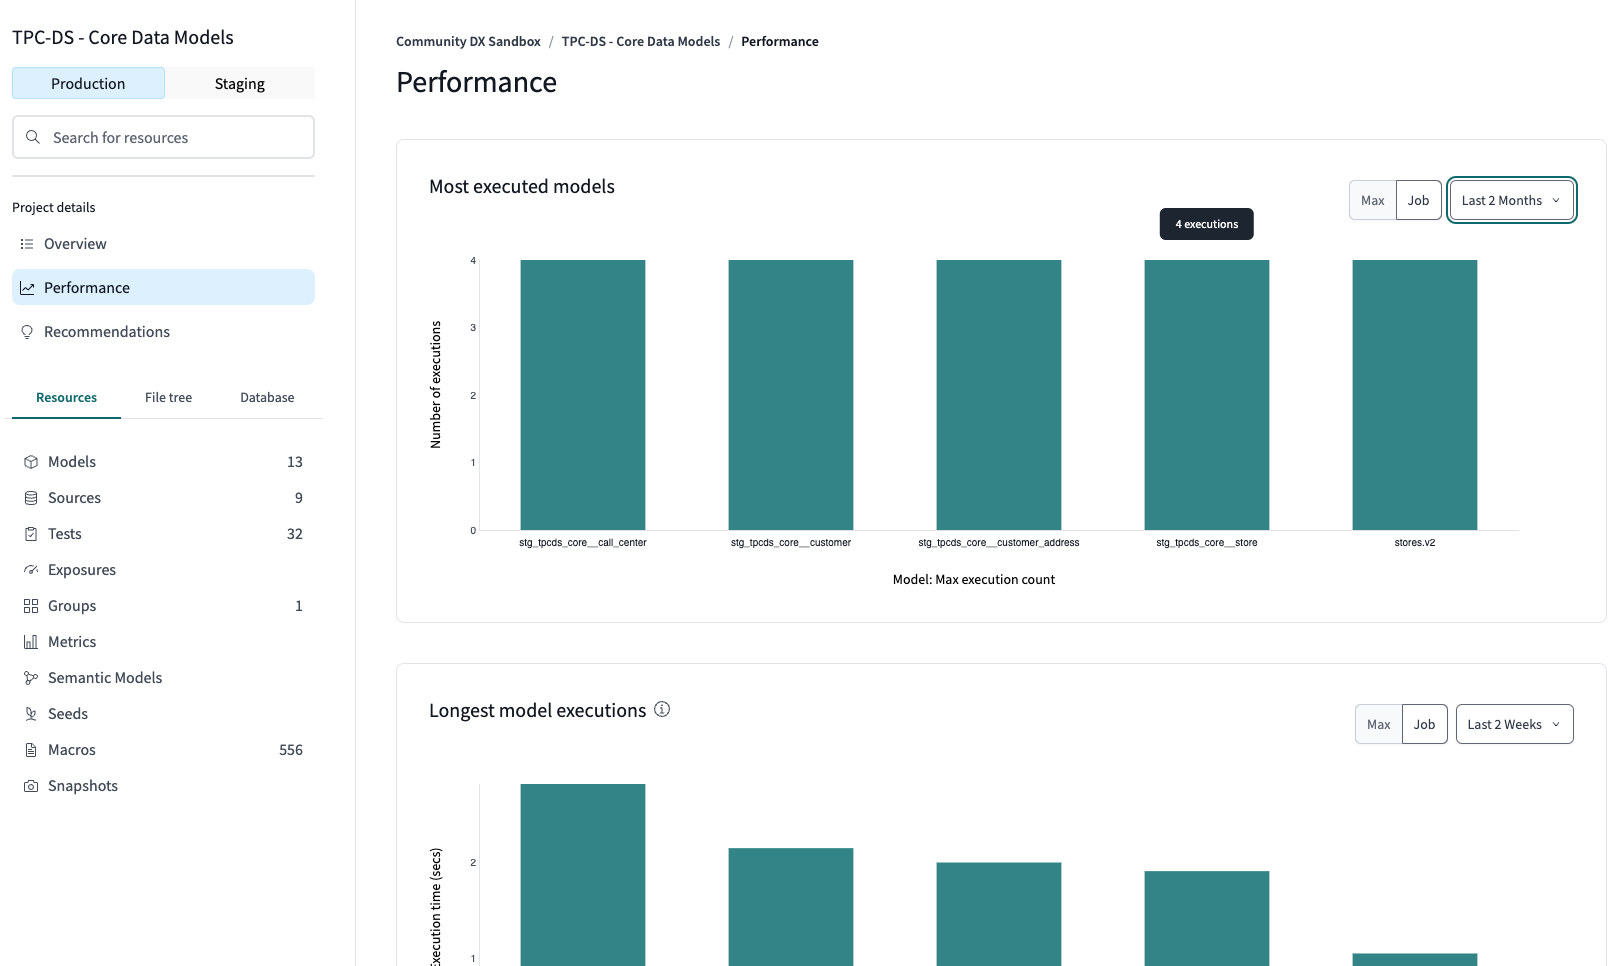 TPC-DS - Core Data Models
Production
Staging
Search for resources
Project details
Overview
Performance
Recommendations
Resources
File tree
Database
Models 13
Sources 9
Tests 32
Exposures
Groups 1
Metrics
Semantic Models
Seeds
Macros 556
Snapshots
Community DX Sandbox / TPC-DS - Core Data Models / Performance
Performance
Most executed models
Max
Job
Last 2 Months
4 executions
Number of executions
4
3
2
1
0
stg_tpcds_core__call_center
stg_tpcds_core__customer
stg_tpcds_core__customer_address
stg_tpcds_core__store
stores.v2
Model: Max execution count
Longest model executions
Max
Job
Last 2 Weeks
Execution time (secs)
2
1